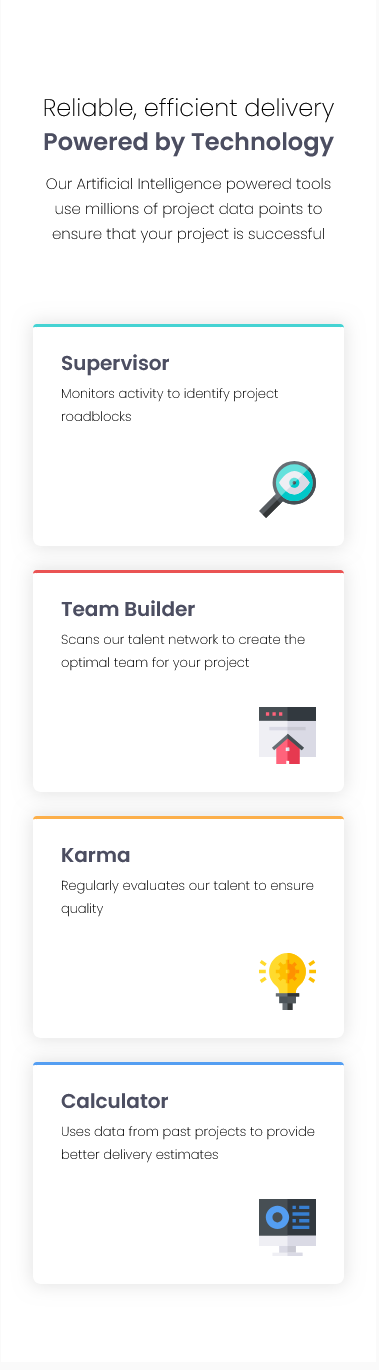 Reliable, efficient delivery
Powered by Technology
Our Artificial Intelligence powered tools
use millions of project data points to
ensure that your project is successful
Supervisor
Monitors activity to identify project
roadblocks
Team Builder
Scans our talent network to create the
optimal team for your project
Karma
Regularly evaluates our talent to ensure
quality
Calculator
Uses data from past projects to provide
better delivery estimates